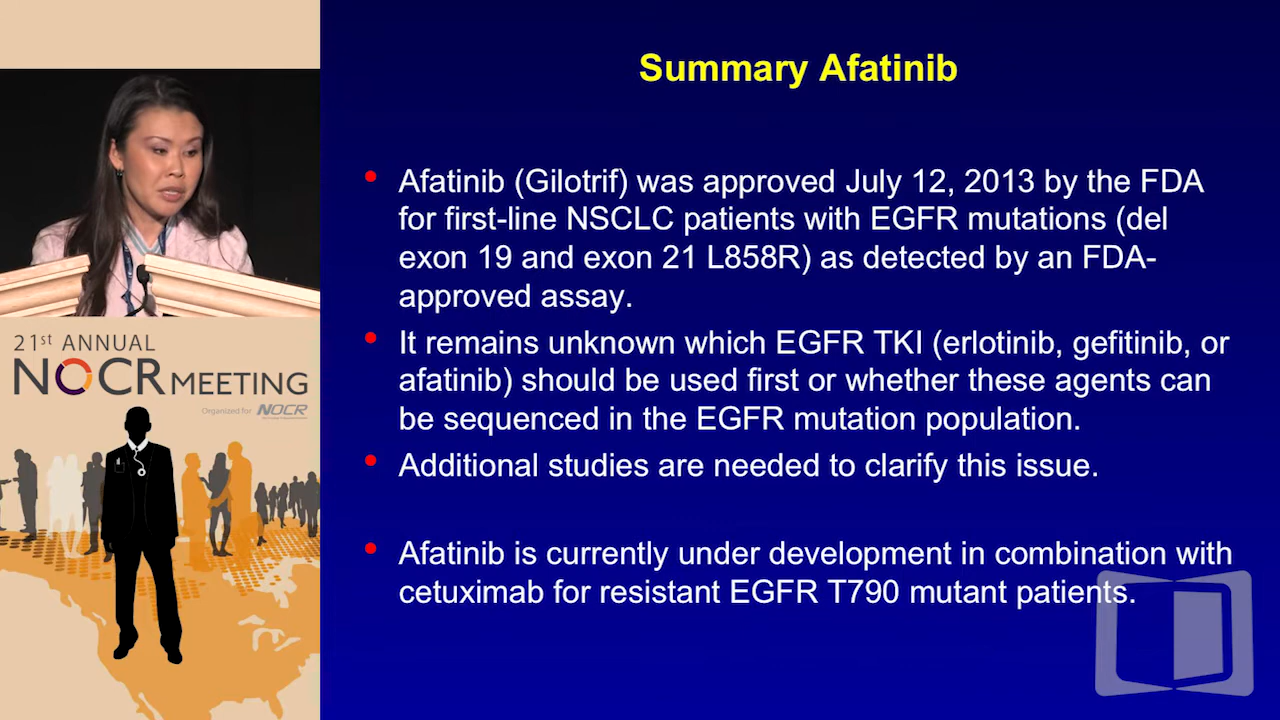 Summary Afatinib
• Afatinib (Gilotrif) was approved July 12, 2013 by the FDA
for first-line NSCLC patients with EGFR mutations (del
exon 19 and exon 21 L858R) as detected by an FDA-
approved assay.
• It remains unknown which EGFR TKI (erlotinib, gefitinib, or
afatinib) should be used first or whether these agents can
be sequenced in the EGFR mutation population.
• Additional studies are needed to clarify this issue.
• Afatinib is currently under development in combination with
cetuximab for resistant EGFR T790 mutant patients.
21st ANNUAL
NOCR MEETING
Organized for NOCR